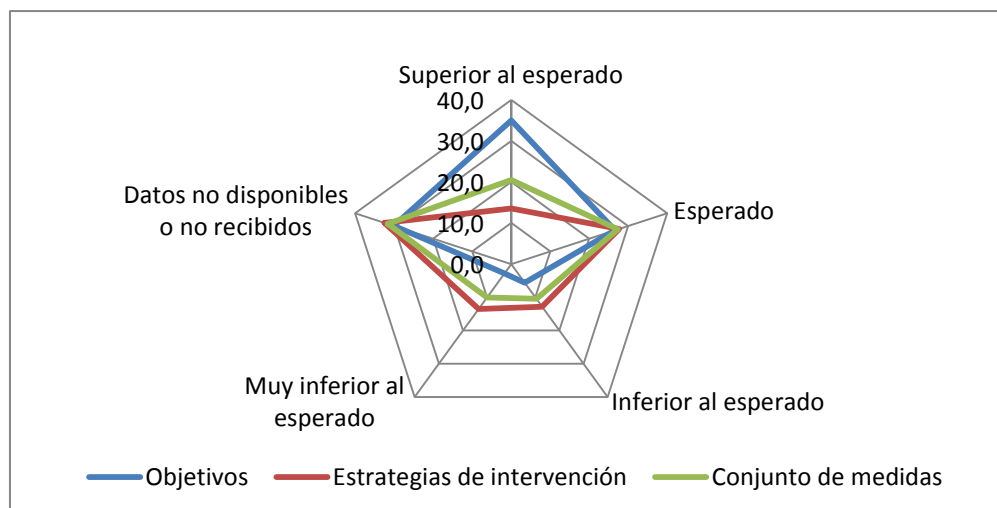 Superior al esperado
40,0
30,0
20,0
10,0
0,0
Esperado
Inferior al esperado
Muy inferior al
esperado
Datos no disponibles
o no recibidos
Objetivos
Estrategias de intervención
Conjunto de medidas